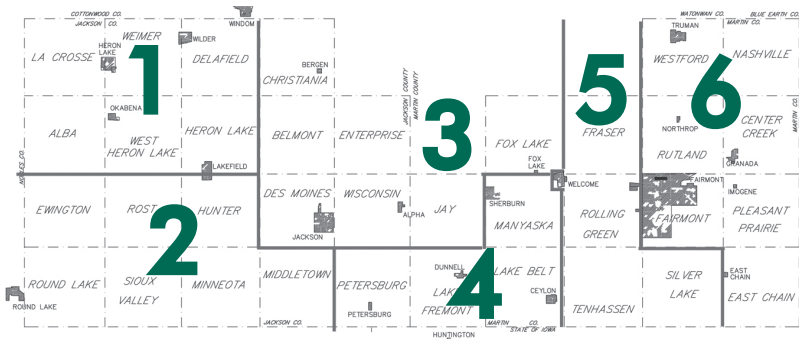 COTTONWOOD CO.
JACKSON CO.
WINDOM
WATONWAN CO.
BLUE EARTH CO.
MARTIN CO.
LA CROSSE
WEIMER
HERON
LAKE
WILDER
DELAFIELD
1
BERGEN
CHRISTIANIA
JACKSON COUNTY
MARTIN COUNTY
3
5
TRUMAN
WESTFORD
NASHVILLE
6
OKABENA
ALBA
WEST
HERON LAKE
HERON LAKE
LAKEFIELD
BELMONT
ENTERPRISE
FOX LAKE
FOX
LAKE
FRASER
NORTHROP
RUTLAND
CENTER
CREEK
GRANADA
MARTIN CO.
NOBLES CO.
EWINGTON
ROST
HUNTER
2
DES MOINES
JACKSON
WISCONSIN
ALPHA
JAY
SHERBURN
MANYASKA
WELCOME
ROLLING
GREEN
FAIRMONT
FAIRMONT
IMOGENE
PLEASANT
PRAIRIE
ROUND LAKE
ROUND LAKE
SIOUX
VALLEY
MINNEOTA
MIDDLETOWN
PETERSBURG
PETERSBURG
DUNNELL
LAKE
FREMONT
4
LAKE BELT
CEYLON
TENHASSEN
SILVER
LAKE
EAST
CHAIN
EAST CHAIN
JACKSON CO.
MARTIN CO.
STATE OF IOWA
HUNTINGTON